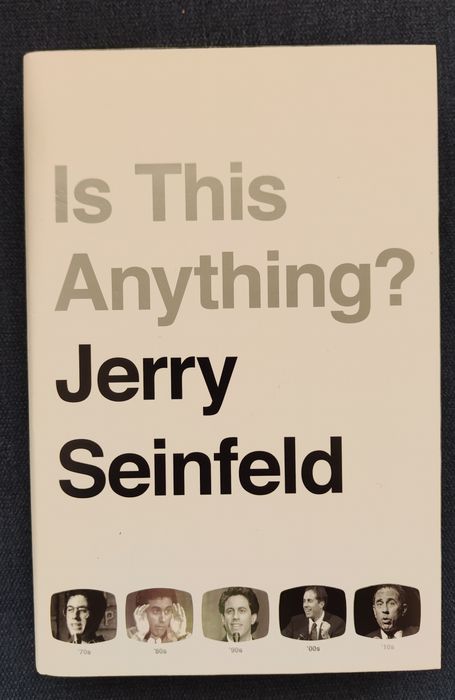 Is This
Anything?
Jerry
Seinfeld
'70s '80s '90s '00s '10s